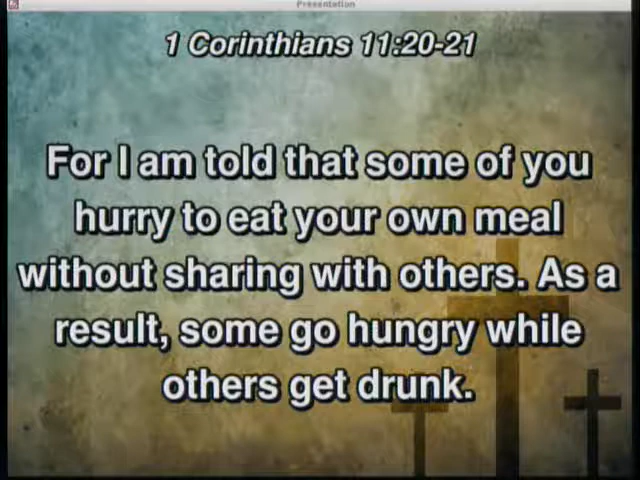 Presentation
1 Corinthians 11:20-21
For I am told that some of you
hurry to eat your own meal
without sharing with others. As a
result, some go hungry while
others get drunk.